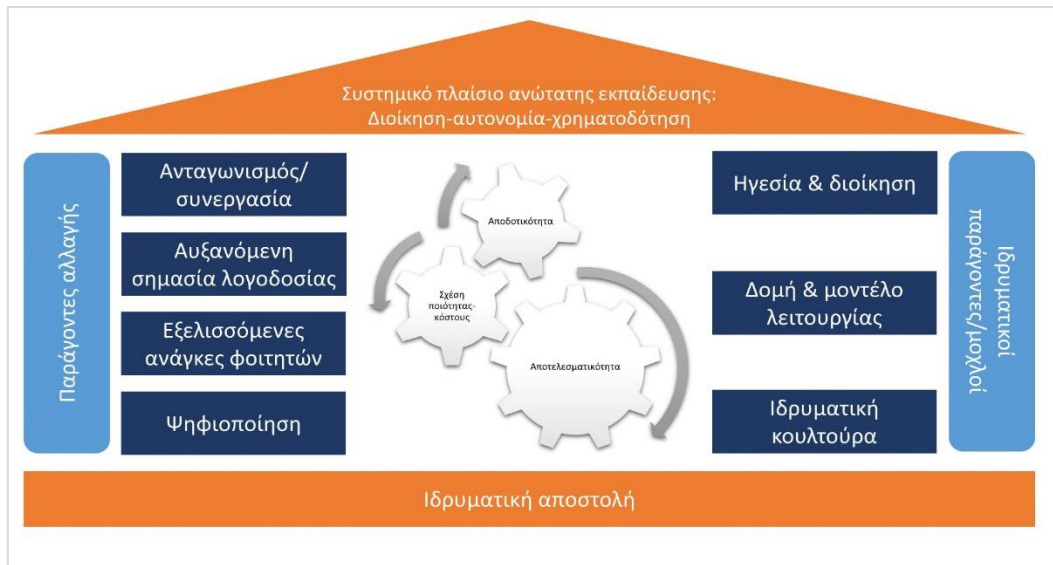 Συστημικό πλαίσιο ανώτατης εκπαίδευσης:
Διοίκηση-αυτονομία-χρηματοδότηση
Παράγοντες αλλαγής
Ανταγωνισμός/
συνεργασία
Αυξανόμενη
σημασία λογοδοσίας
Εξελισσόμενες
ανάγκες φοιτητών
Ψηφιοποίηση
Αποδοτικότητα
Σχέση
ποιότητας-
κόστους
Αποτελεσματικότητα
Ηγεσία & διοίκηση
Δομή & μοντέλο
λειτουργίας
Ιδρυματική
κουλτούρα
Ιδρυματικοί
παράγοντες/μοχλοί
Ιδρυματική αποστολή